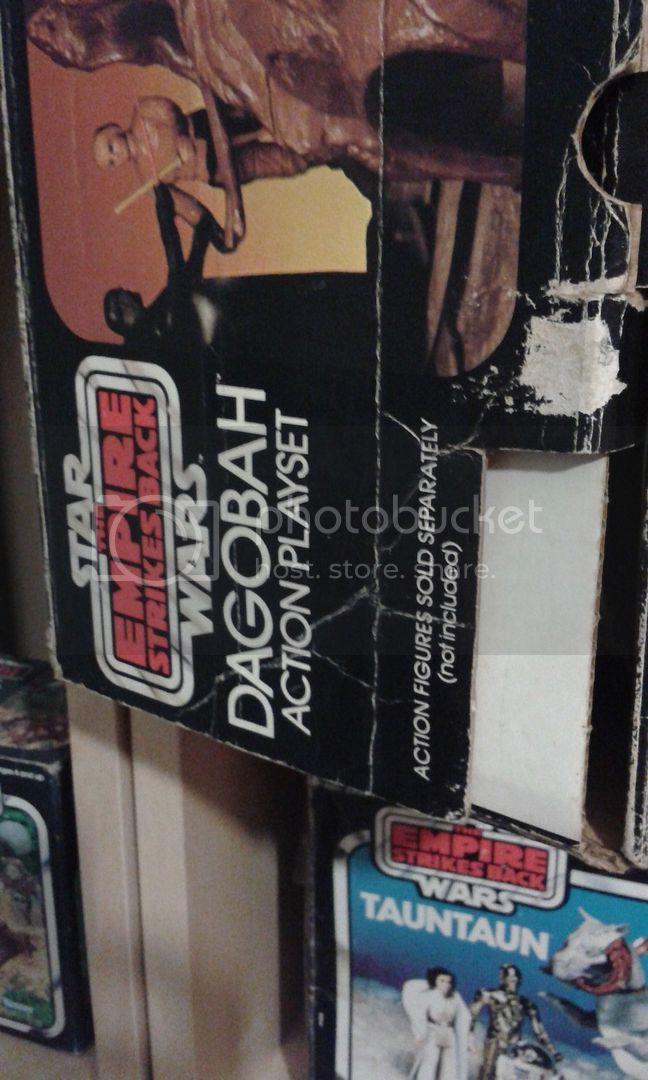 STAR
THE
EMPIRE
STRIKES BACK
WARS
DAGOBAH
ACTION PLAYSET
ACTION FIGURES SOLD SEPARATELY
(not included)
photobucket
host. store. share.
THE
EMPIRE
STRIKES BACK
WARS
TAUNTAUN